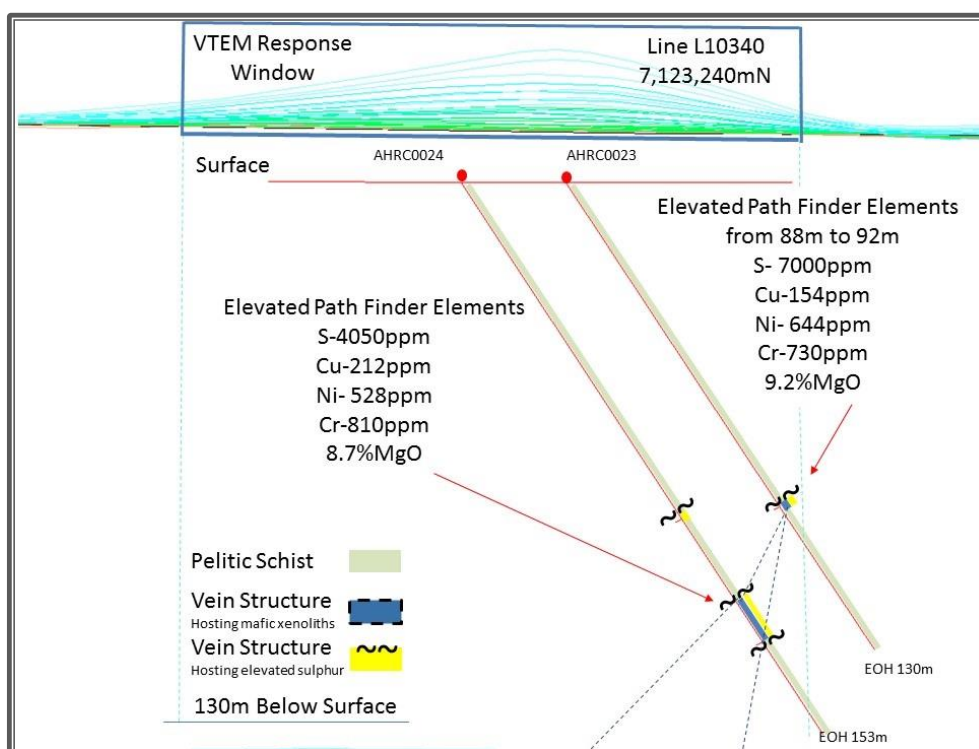 VTEM Response
Window
Line L10340
7,123,240mN
Surface
AHRC0024
AHRC0023
Elevated Path Finder Elements
from 88m to 92m
S- 7000ppm
Cu-154ppm
Ni- 644ppm
Cr-730ppm
9.2%MgO
Elevated Path Finder Elements
S-4050ppm
Cu-212ppm
Ni- 528ppm
Cr-810ppm
8.7%MgO
Pelitic Schist
Vein Structure
Hosting mafic xenoliths
Vein Structure
Hosting elevated sulphur
130m Below Surface
EOH 130m
EOH 153m